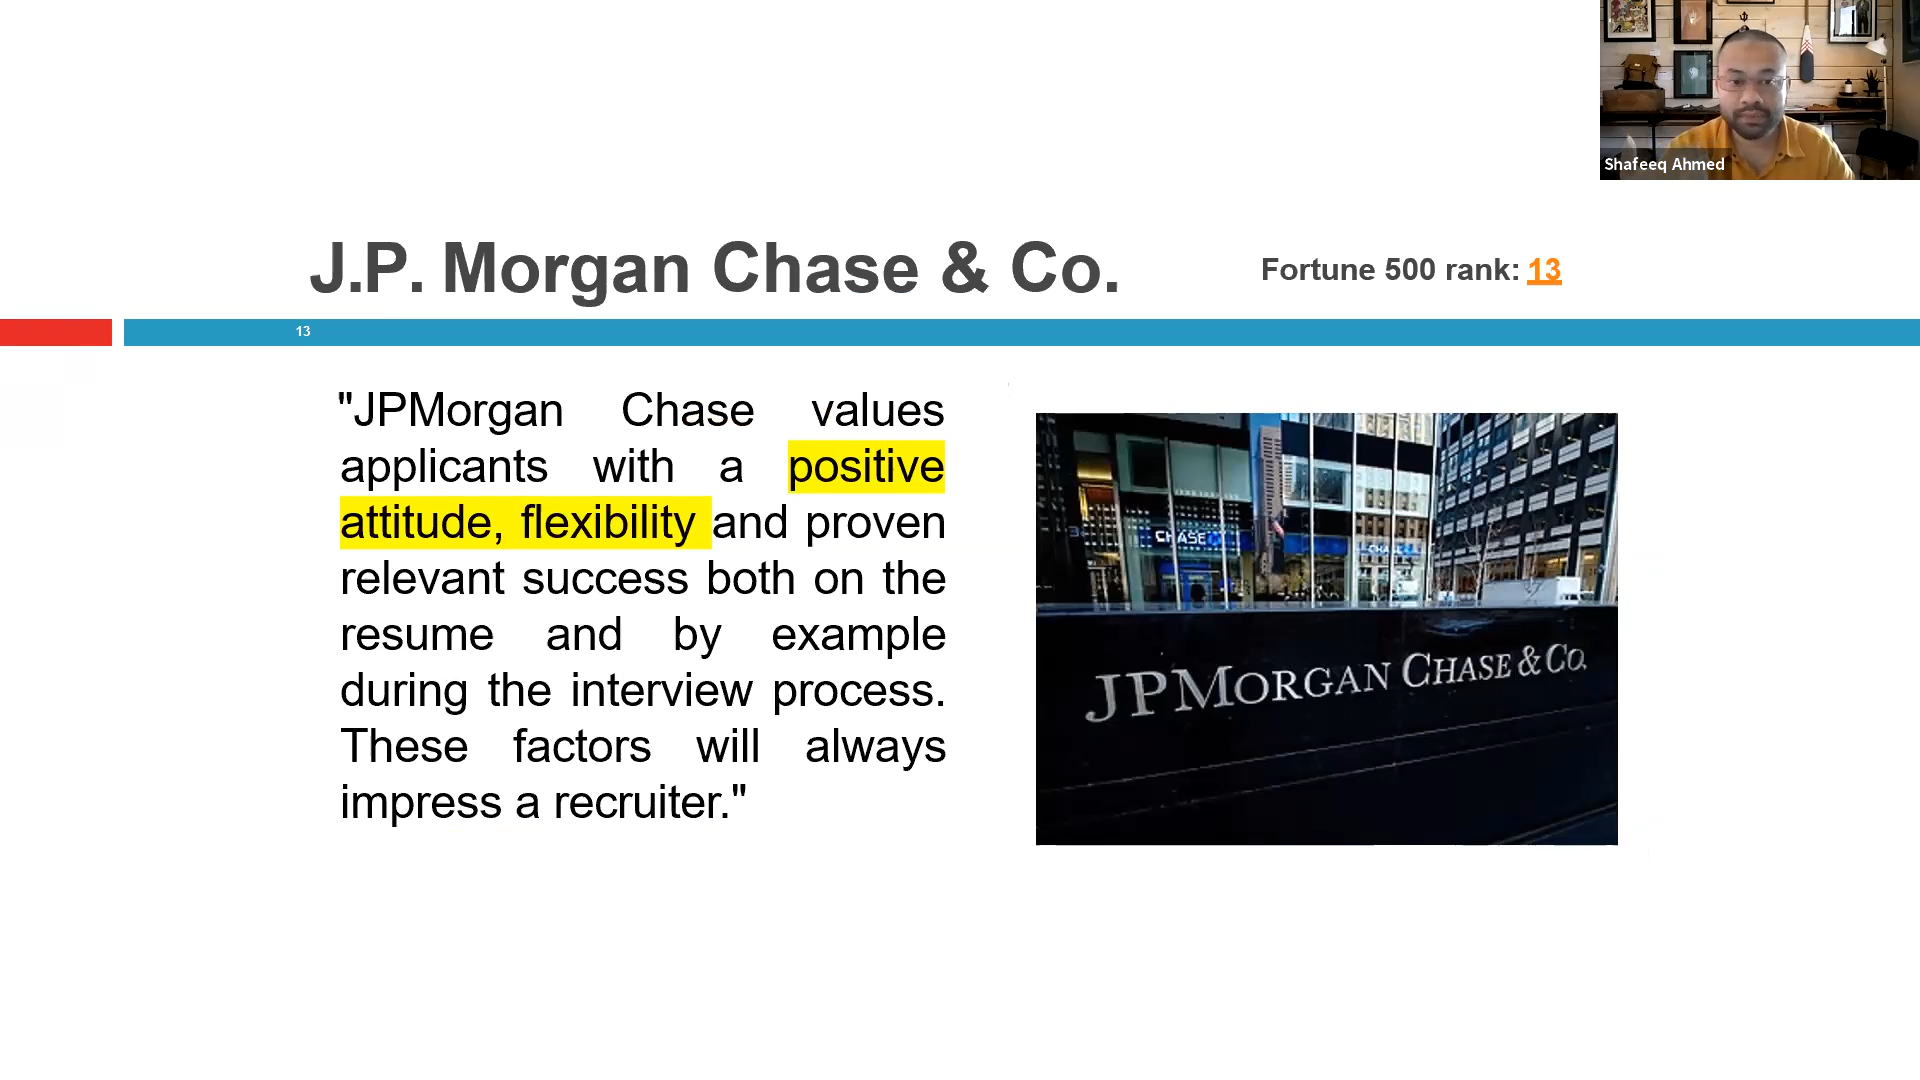 Shafeeq Ahmed
J.P. Morgan Chase & Co.
Fortune 500 rank: 13
13
"JPMorgan Chase values
applicants with a positive
attitude, flexibility and proven
relevant success both on the
resume and by example
during the interview process.
These factors will always
impress a recruiter."
CHASE
CHASE
JPMORGAN CHASE & CO.